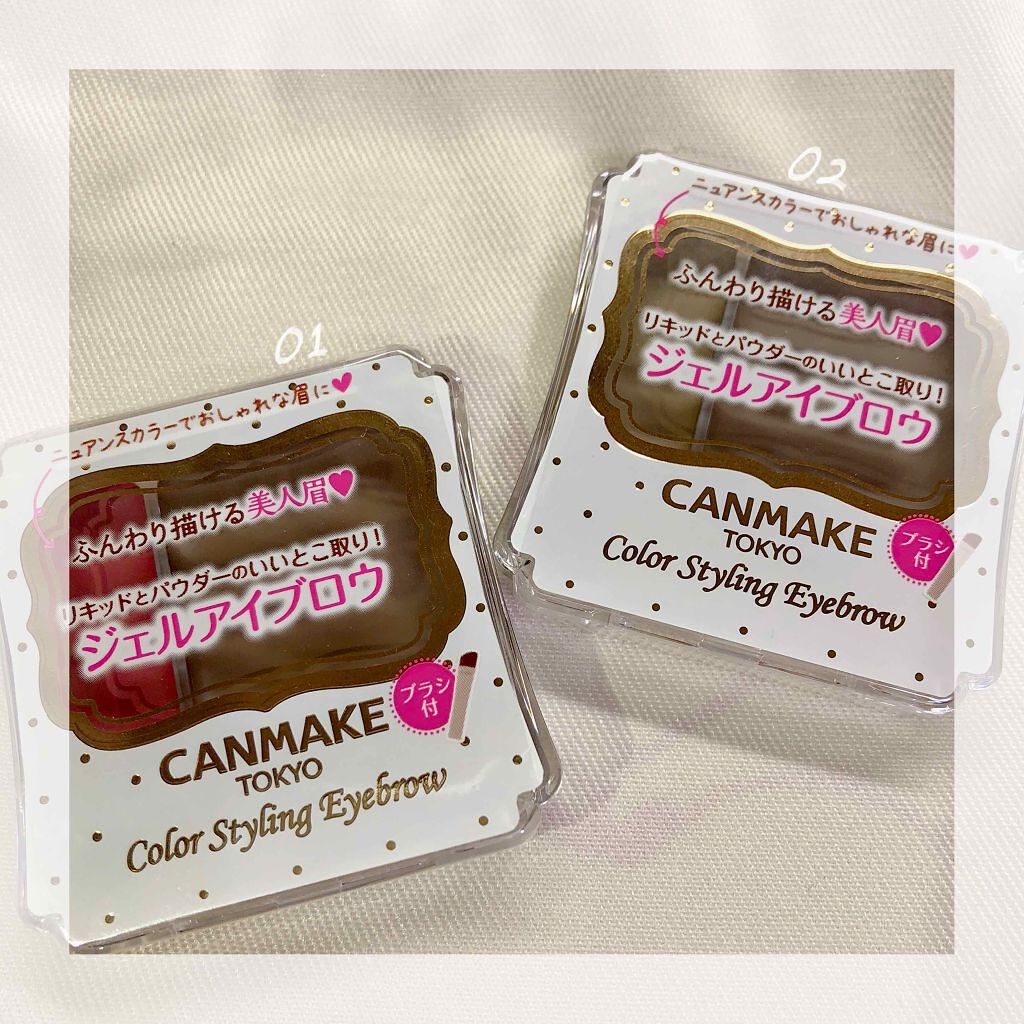 01
ニュアンスカラーでおしゃれな眉に♥
ふんわり描ける美人眉♥
リキッドとパウダーのいいとこ取り!
ジェルアイブロウ
ブラシ
付
CANMAKE
TOKYO
Color Styling Eyebrow
02
ニュアンスカラーでおしゃれな眉に♥
ふんわり描ける美人眉♥
リキッドとパウダーのいいとこ取り!
ジェルアイブロウ
CANMAKE
TOKYO
ブラシ
付
Color Styling Eyebrow